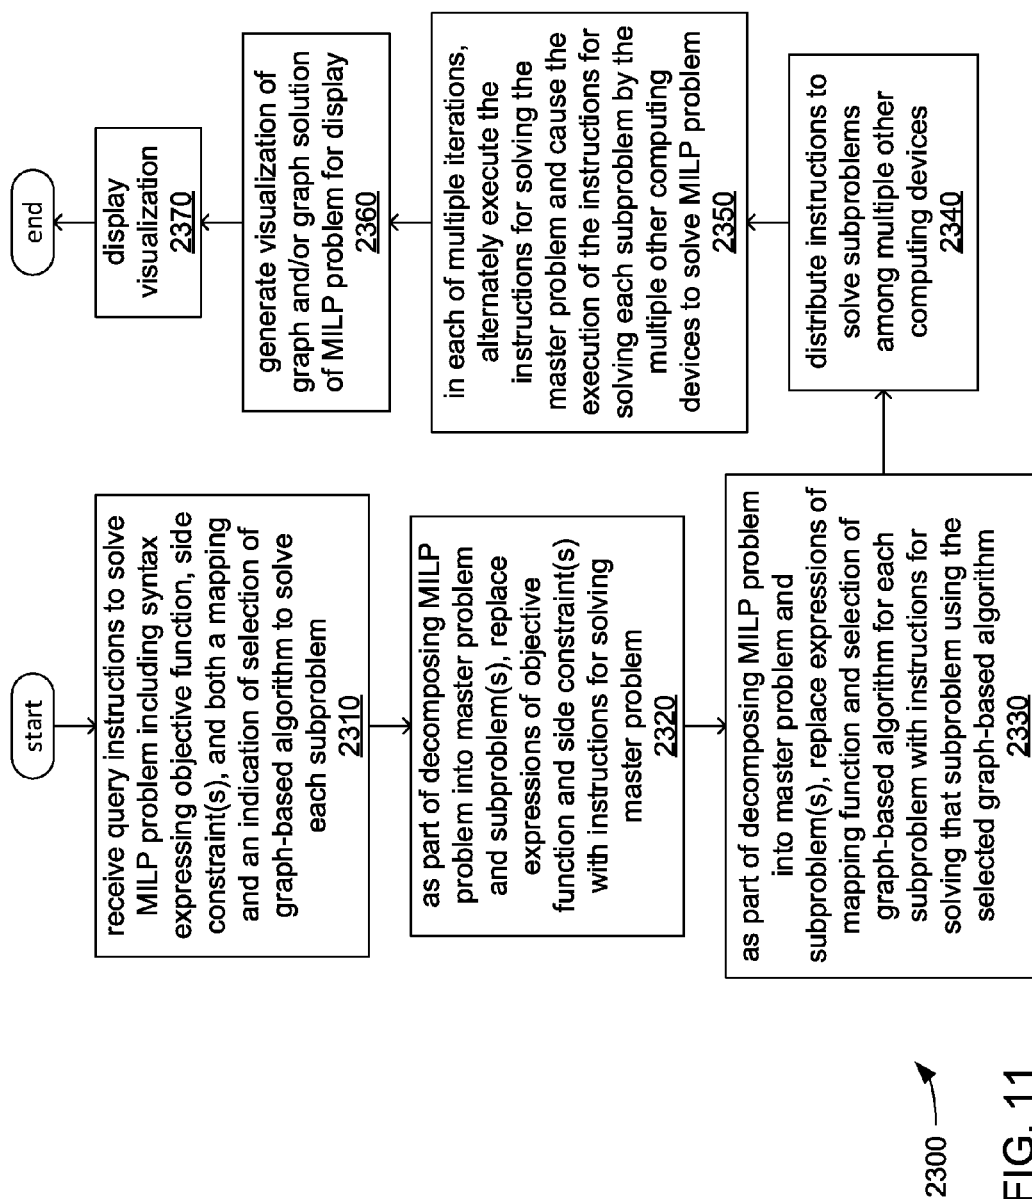 start
receive query instructions to solve
MILP problem including syntax
expressing objective function, side
constraint(s), and both a mapping
and an indication of selection of
graph-based algorithm to solve
each subproblem
2310
as part of decomposing MILP
problem into master problem
and subproblem(s), replace
expressions of objective
function and side constraint(s)
with instructions for solving
master problem
2320
as part of decomposing MILP problem
into master problem and
subproblem(s), replace expressions of
mapping function and selection of
graph-based algorithm for each
subproblem with instructions for
solving that subproblem using the
selected graph-based algorithm
2330
distribute instructions to
solve subproblems
among multiple other
computing devices
2340
in each of multiple iterations,
alternately execute the
instructions for solving the
master problem and cause the
execution of the instructions for
solving each subproblem by the
multiple other computing
devices to solve MILP problem
2350
generate visualization of
graph and/or graph solution
of MILP problem for display
2360
display
visualization
2370
end
2300
FIG. 11